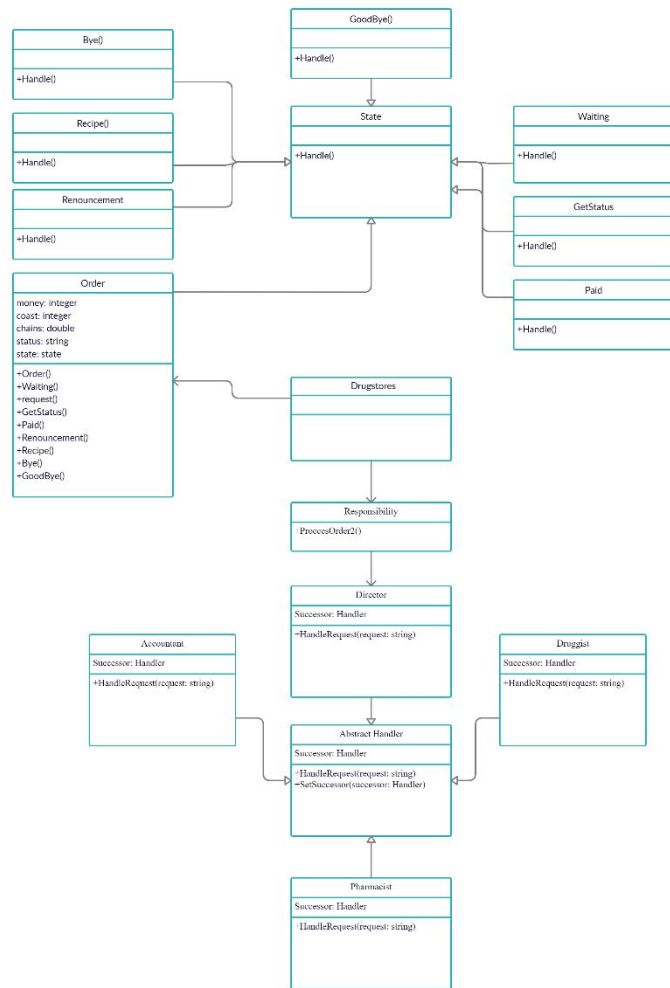 GoodBye()
+Handle()
Bye()
+Handle()
State
+Handle()
Recipe()
+Handle()
Renouncement
+Handle()
Waiting
+Handle()
GetStatus
+Handle()
Paid
+Handle()
Order
money: integer
coast: integer
chains: double
status: string
state: state
+Order()
+Waiting()
+request()
+GetStatus()
+Paid()
+Renouncement()
+Recipe()
+Bye()
+GoodBye()
Drugstores
Responsibility
+ProccesOrder2()
Director
Successor: Handler
+HandleRequest(request: string)
Accountant
Successor: Handler
+HandleRequest(request: string)
Druggist
Successor: Handler
+HandleRequest(request: string)
Abstract Handler
Successor: Handler
+HandleRequest(request: string)
+SetSuccessor(successor: Handler)
Pharmacist
Successor: Handler
+HandleRequest(request: string)